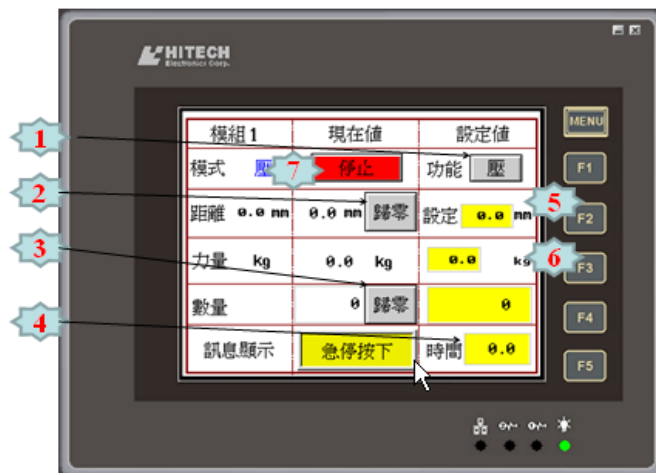 HITECH
Electronics Corp.
MENU
F1
F2
F3
F4
F5
模組1 現在值 設定值
模式 壓 停止 功能 壓
距離 0.0 mm 0.0 mm 歸零 設定 0.0 mm
力量 kg 0.0 kg 0.0 kg
數量 0 歸零 0
訊息顯示 急停按下 時間 0.0
1
2
3
4
5
6
7